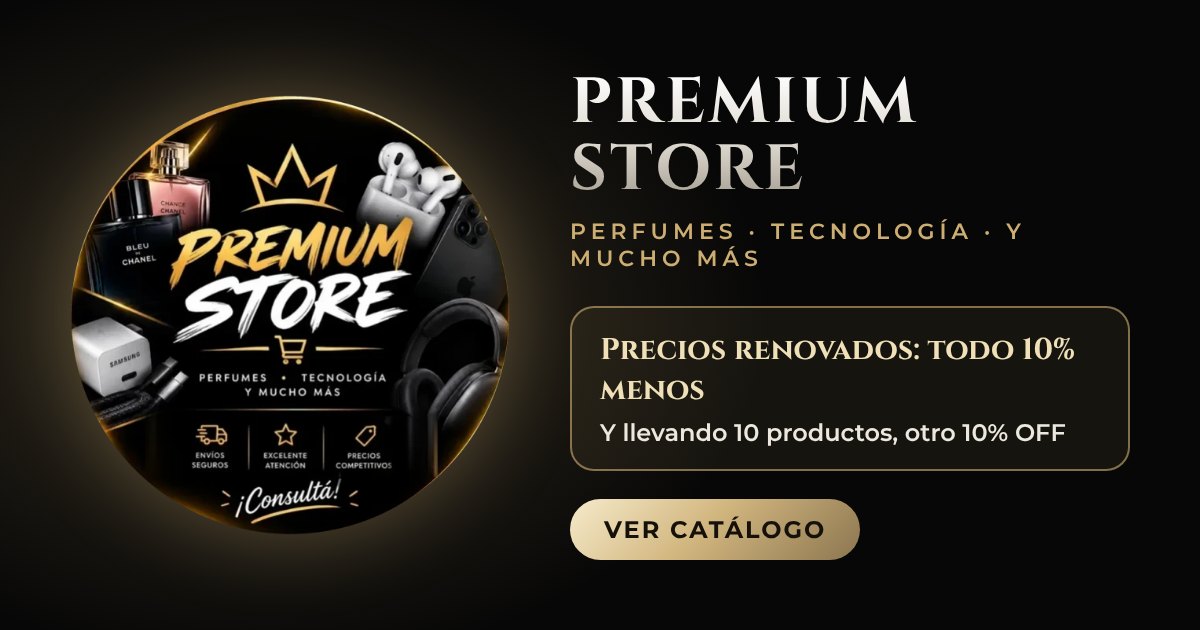 CHANCE
CHANEL
BLEU
DE
CHANEL
SAMSUNG
PREMIUM
STORE
PERFUMES • TECNOLOGÍA
Y MUCHO MÁS
ENVÍOS
SEGUROS
EXCELENTE
ATENCIÓN
PRECIOS
COMPETITIVOS
¡Consultá!
PREMIUM
STORE
PERFUMES · TECNOLOGÍA · Y
MUCHO MÁS
Precios renovados: todo 10%
menos
Y llevando 10 productos, otro 10% OFF
VER CATÁLOGO